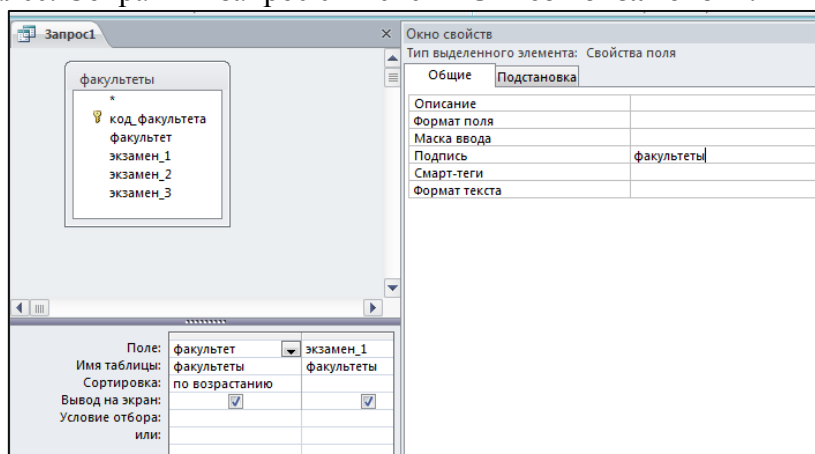 Запрос1
Окно свойств
Тип выделенного элемента: Свойства поля
Общие Подстановка
факультеты
*
код_факультета
факультет
экзамен_1
экзамен_2
экзамен_3
Описание
Формат поля
Маска ввода
Подпись факультеты
Смарт-теги
Формат текста
Поле: факультет экзамен_1
Имя таблицы: факультеты факультеты
Сортировка: по возрастанию
Вывод на экран:
Условие отбора:
или: